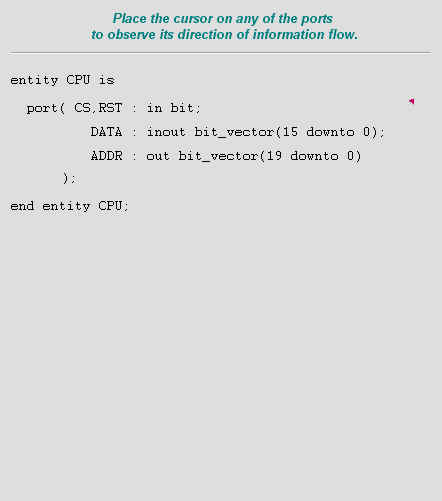 Place the cursor on any of the ports
to observe its direction of information flow.
entity CPU is
port( CS,RST : in bit;
DATA : inout bit_vector(15 downto 0);
ADDR : out bit_vector(19 downto 0)
);
end entity CPU;